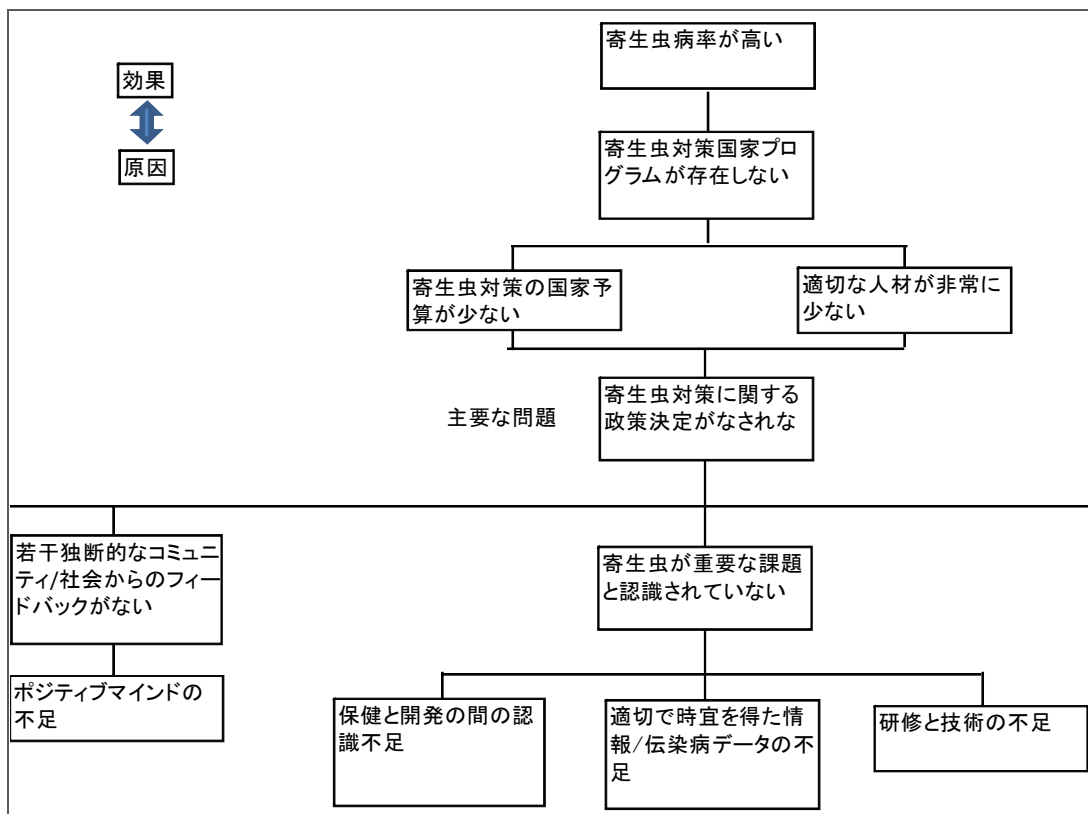 寄生虫病率が高い
効果
原因
寄生虫対策国家プロ
グラムが存在しない
寄生虫対策の国家予
算が少ない
適切な人材が非常に
少ない
主要な問題
寄生虫対策に関する
政策決定がなされな
若干独断的なコミュニ
ティ/社会からのフィー
ドバックがない
寄生虫が重要な課題
と認識されていない
ポジティブマインドの
不足
保健と開発の間の認
識不足
適切で時宜を得た情
報/伝染病データの不
足
研修と技術の不足